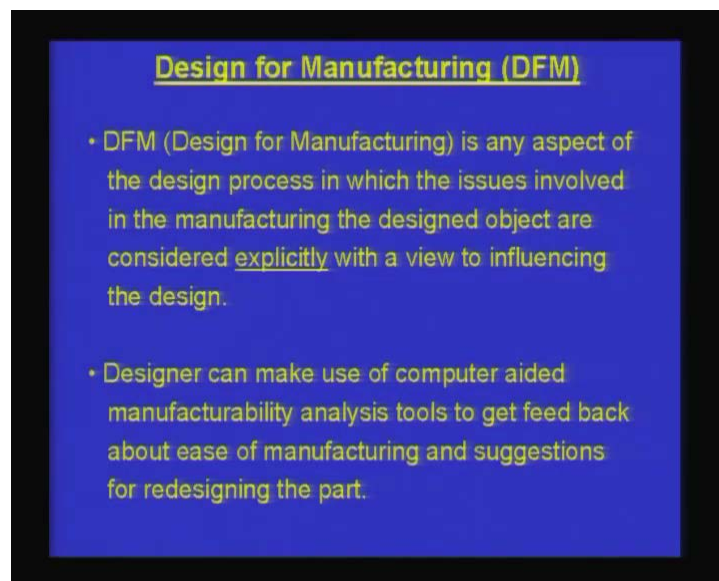 Design for Manufacturing (DFM)
• DFM (Design for Manufacturing) is any aspect of
the design process in which the issues involved
in the manufacturing the designed object are
considered explicitly with a view to influencing
the design.
• Designer can make use of computer aided
manufacturability analysis tools to get feed back
about ease of manufacturing and suggestions
for redesigning the part.